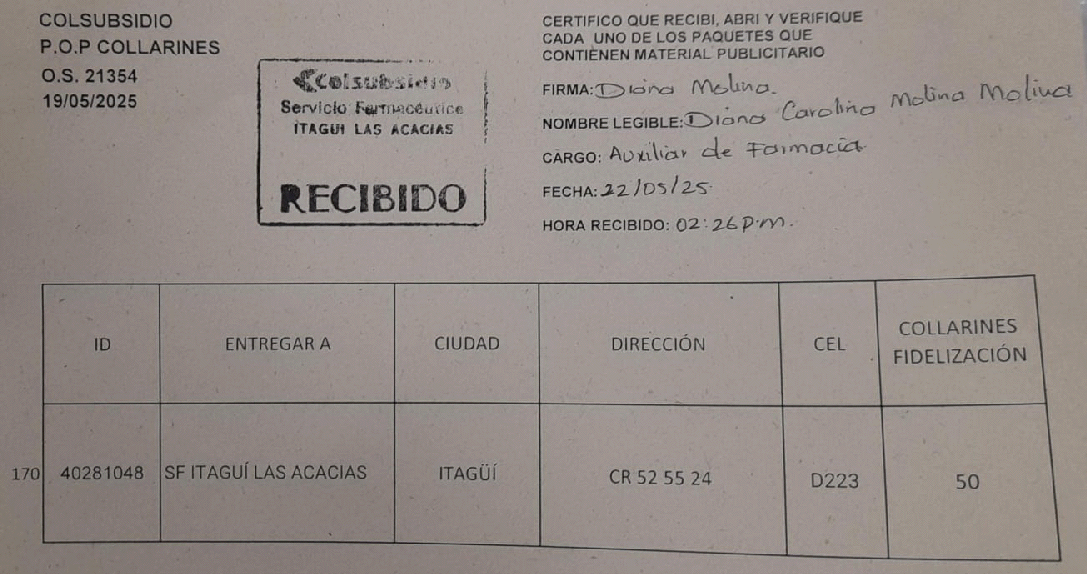 COLSUBSIDIO
P.O.P COLLARINES
O.S. 21354
19/05/2025
Colsubsidio
Servicio Farmacéutico
ITAGUI LAS ACACIAS
RECIBIDO
CERTIFICO QUE RECIBI, ABRI Y VERIFIQUE
CADA UNO DE LOS PAQUETES QUE
CONTIENEN MATERIAL PUBLICITARIO
FIRMA: Diana Molina.
NOMBRE LEGIBLE: Diana Carolina Molina Molina
CARGO: Auxiliar de Farmacia
FECHA: 22/05/25
HORA RECIBIDO: 02:26 p.m.
ID ENTREGAR A CIUDAD DIRECCIÓN CEL COLLARINES FIDELIZACIÓN
170 40281048 SF ITAGUÍ LAS ACACIAS ITAGÜÍ CR 52 55 24 D223 50